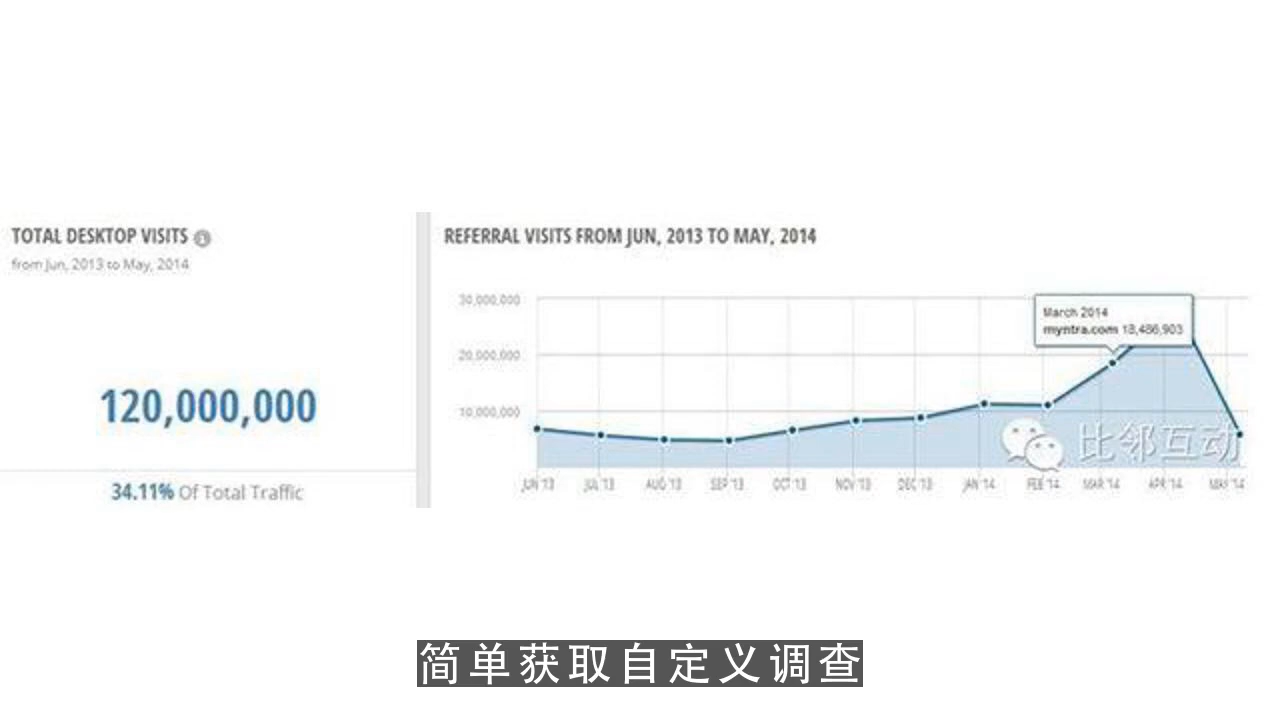 TOTAL DESKTOP VISITS
from Jun, 2013 to May, 2014
120,000,000
34.11% Of Total Traffic
REFERRAL VISITS FROM JUN, 2013 TO MAY, 2014
30,000,000
20,000,000
10,000,000
March 2014
myntra.com 18,486,903
比邻互动
JUN '13 JUL '13 AUG '13 SEP '13 OCT '13 NOV '13 DEC '13 JAN '14 FEB '14 MAR '14 APR '14 MAY '14
简单获取自定义调查